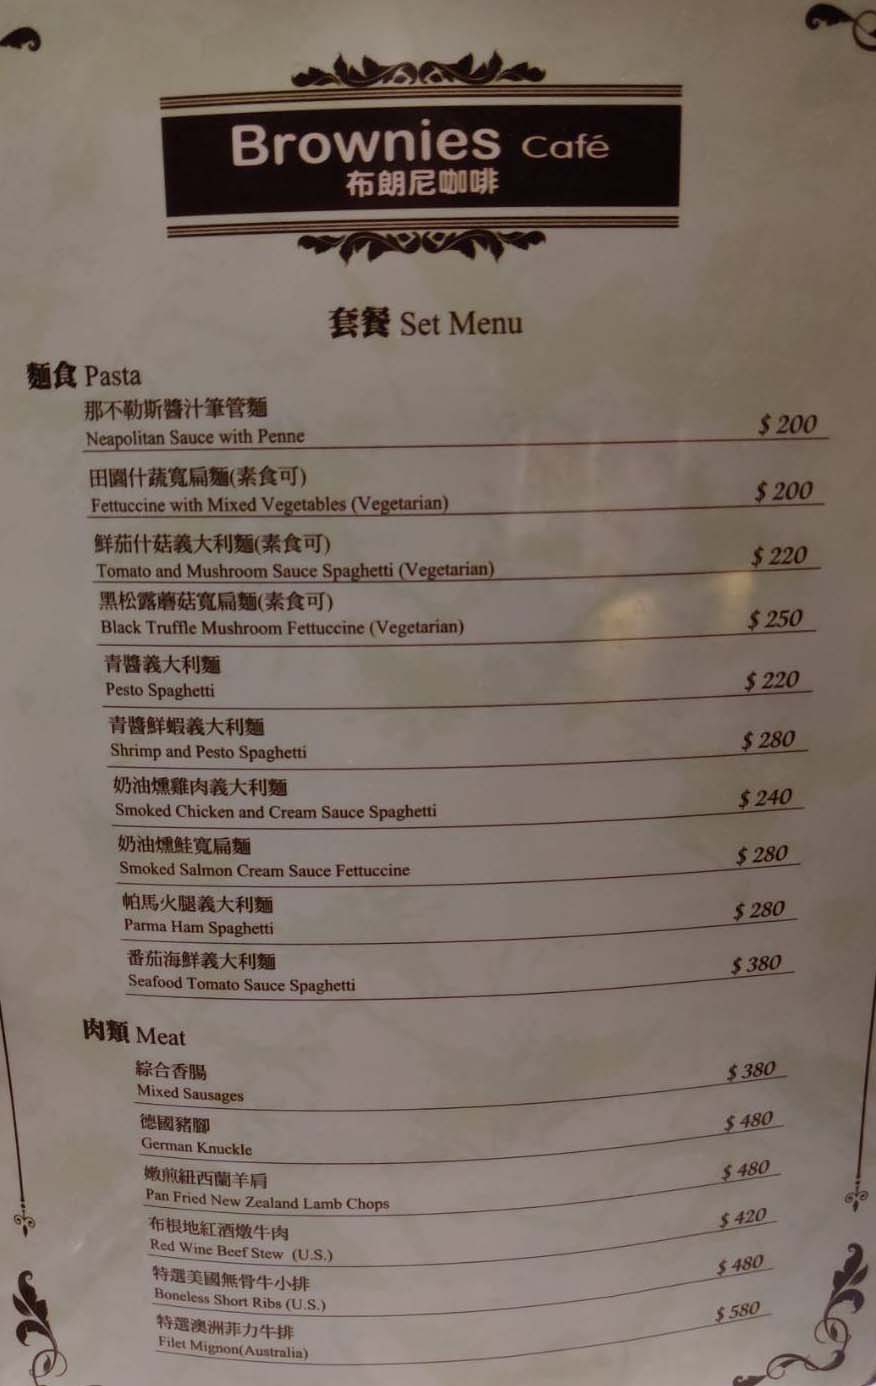 Brownies Café
布朗尼咖啡
套餐 Set Menu
麵食 Pasta
那不勒斯醬汁筆管麵
Neapolitan Sauce with Penne $ 200
田園什蔬寬扁麵(素食可)
Fettuccine with Mixed Vegetables (Vegetarian) $ 200
鮮茄什菇義大利麵(素食可)
Tomato and Mushroom Sauce Spaghetti (Vegetarian) $ 220
黑松露蘑菇寬扁麵(素食可)
Black Truffle Mushroom Fettuccine (Vegetarian) $ 250
青醬義大利麵
Pesto Spaghetti $ 220
青醬鮮蝦義大利麵
Shrimp and Pesto Spaghetti $ 280
奶油燻雞肉義大利麵
Smoked Chicken and Cream Sauce Spaghetti $ 240
奶油燻鮭寬扁麵
Smoked Salmon Cream Sauce Fettuccine $ 280
帕馬火腿義大利麵
Parma Ham Spaghetti $ 280
番茄海鮮義大利麵
Seafood Tomato Sauce Spaghetti $ 380
肉類 Meat
綜合香腸
Mixed Sausages $ 380
德國豬腳
German Knuckle $ 480
嫩煎紐西蘭羊肩
Pan Fried New Zealand Lamb Chops $ 480
布根地紅酒燉牛肉
Red Wine Beef Stew (U.S.) $ 420
特選美國無骨牛小排
Boneless Short Ribs (U.S.) $ 480
特選澳洲菲力牛排
Filet Mignon(Australia) $ 580